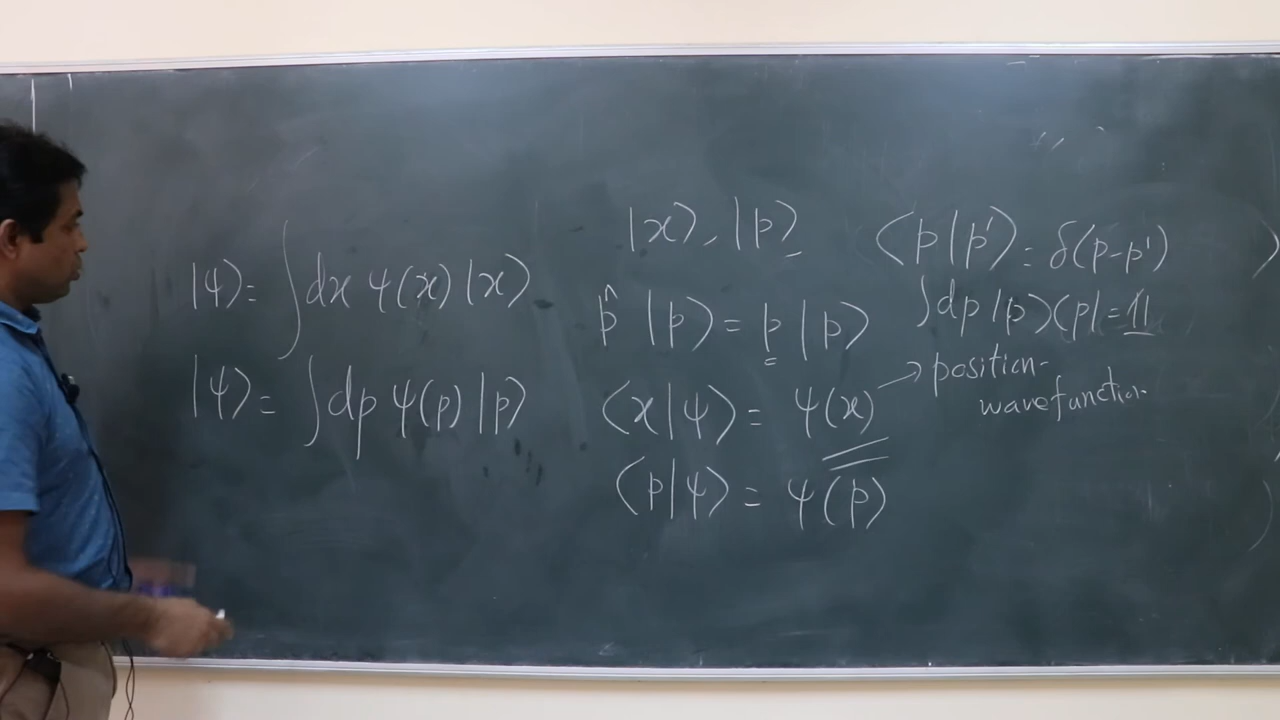 |ψ⟩= ∫dx ψ(x) |x⟩
|ψ⟩= ∫dp ψ(p) |p⟩
|x⟩, |p⟩
p̂ |p⟩ = p |p⟩
⟨x|ψ⟩ = ψ(x) → position-
wavefunction.
⟨p|ψ⟩ = ψ(p)
⟨p|p'⟩ = δ(p-p')
∫dp |p⟩⟨p| = 𝟙